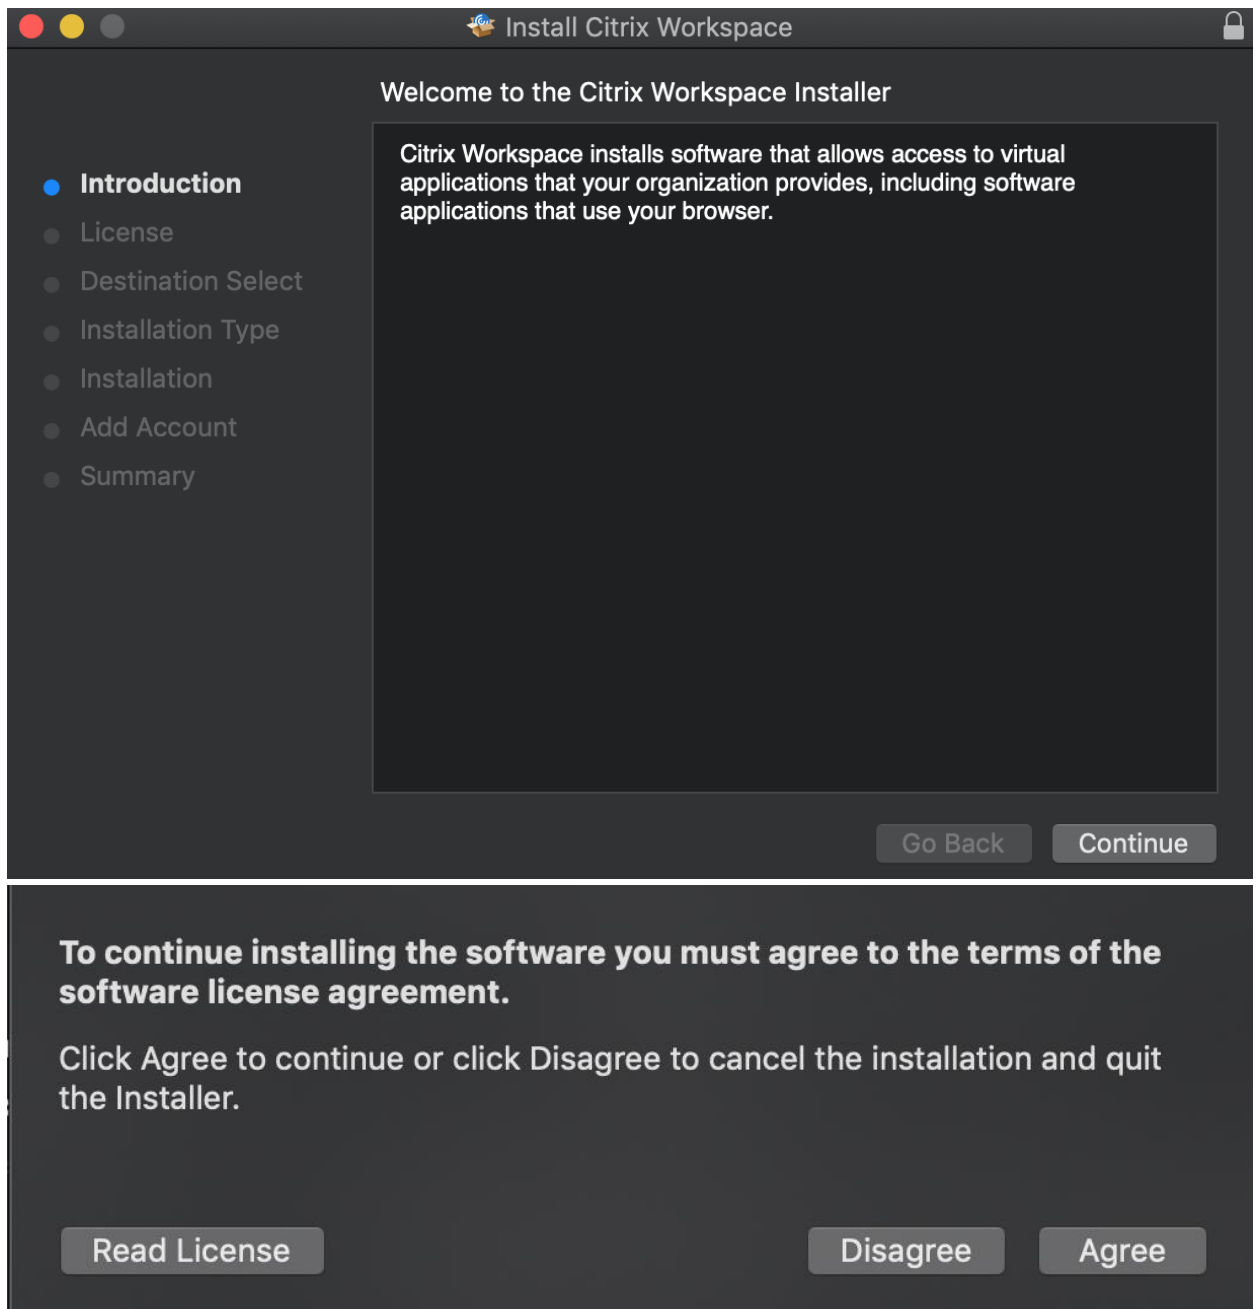 Install Citrix Workspace
Welcome to the Citrix Workspace Installer
Introduction
License
Destination Select
Installation Type
Installation
Add Account
Summary
Citrix Workspace installs software that allows access to virtual
applications that your organization provides, including software
applications that use your browser.
Go Back
Continue
To continue installing the software you must agree to the terms of the
software license agreement.
Click Agree to continue or click Disagree to cancel the installation and quit
the Installer.
Read License
Disagree
Agree